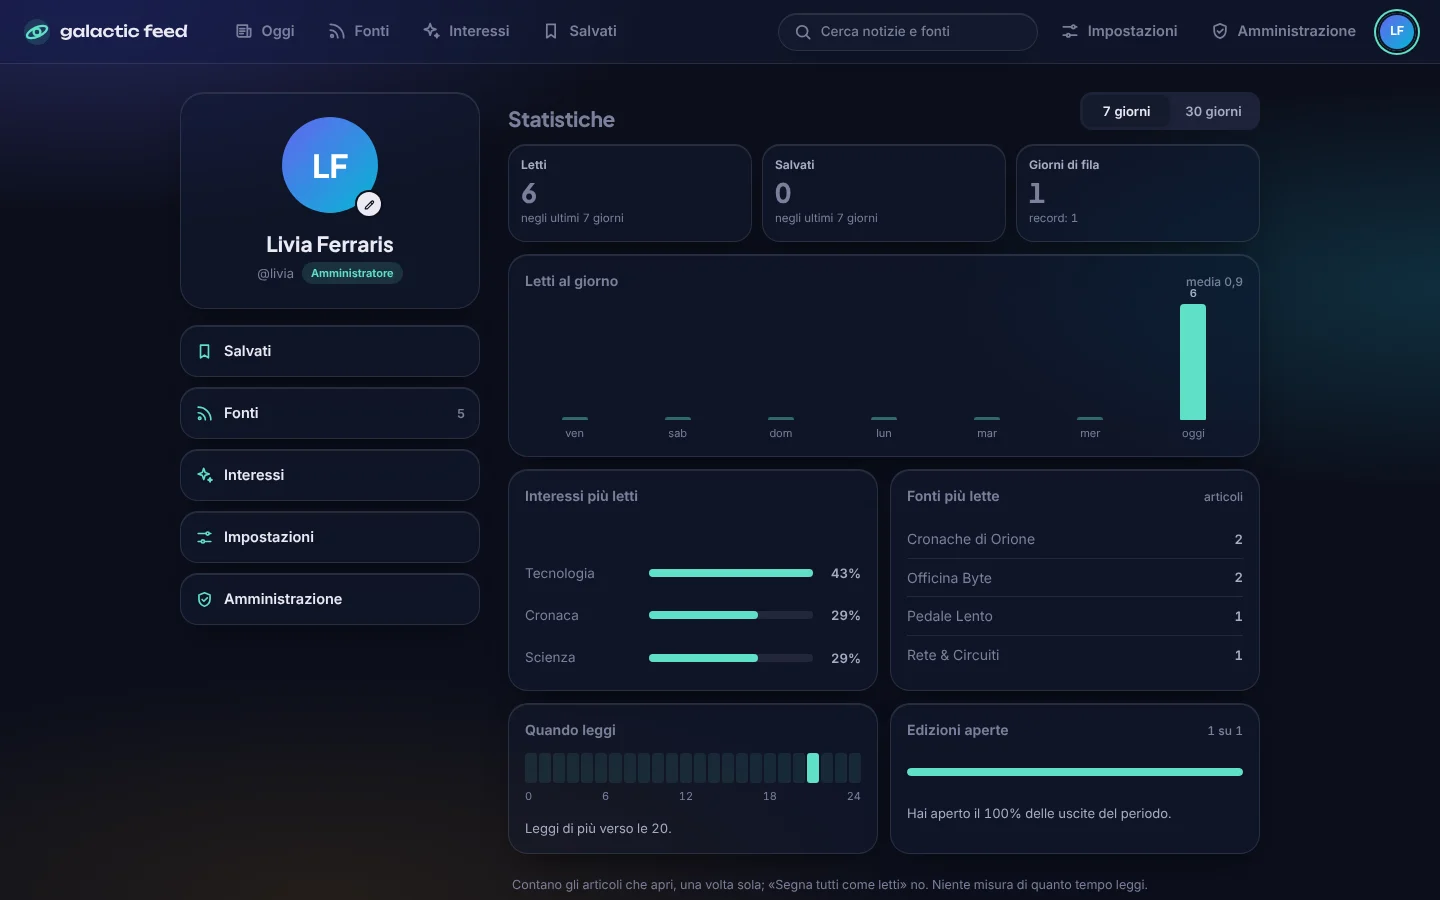 galactic feed
Oggi
Fonti
Interessi
Salvati
Cerca notizie e fonti
Impostazioni
Amministrazione
LF
LF
Livia Ferraris
@livia Amministratore
Salvati
Fonti 5
Interessi
Impostazioni
Amministrazione
Statistiche
7 giorni 30 giorni
Letti
6
negli ultimi 7 giorni
Salvati
0
negli ultimi 7 giorni
Giorni di fila
1
record: 1
Letti al giorno
media 0,9
6
ven sab dom lun mar mer oggi
Interessi più letti
Tecnologia 43%
Cronaca 29%
Scienza 29%
Fonti più lette articoli
Cronache di Orione 2
Officina Byte 2
Pedale Lento 1
Rete & Circuiti 1
Quando leggi
0 6 12 18 24
Leggi di più verso le 20.
Edizioni aperte 1 su 1
Hai aperto il 100% delle uscite del periodo.
Contano gli articoli che apri, una volta sola; «Segna tutti come letti» no. Niente misura di quanto tempo leggi.